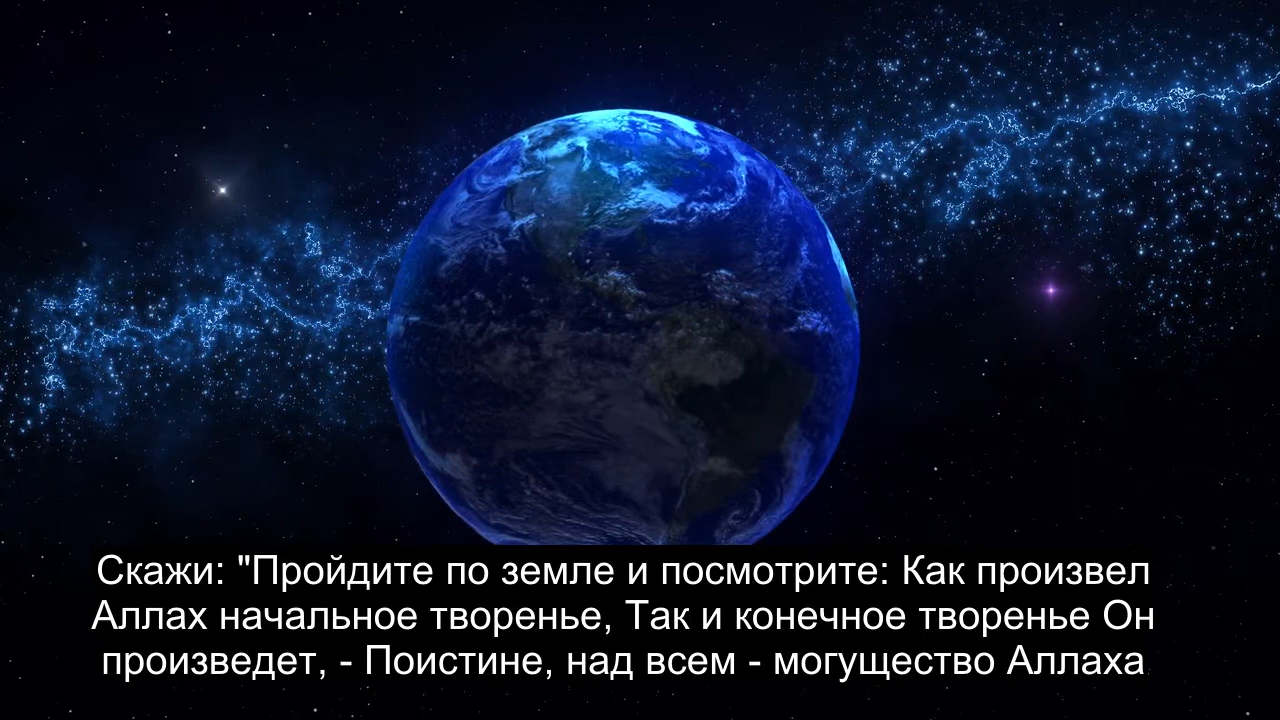 Скажи: "Пройдите по земле и посмотрите: Как произвел
Аллах начальное творенье, Так и конечное творенье Он
произведет, - Поистине, над всем - могущество Аллаха